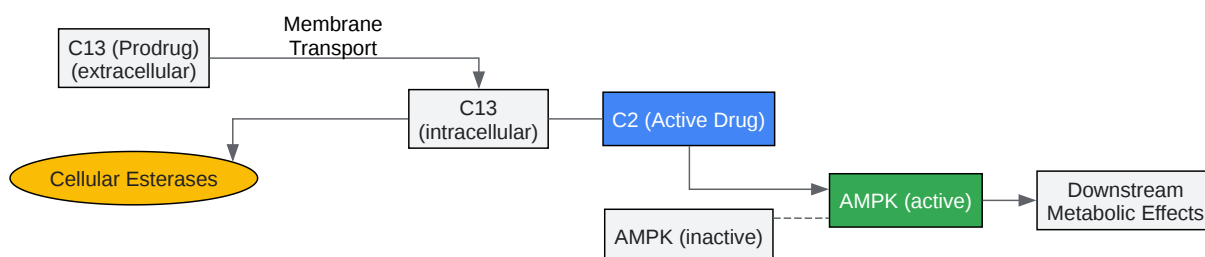 C13 (Prodrug)
(extracellular)
Membrane
Transport
C13
(intracellular)
C2 (Active Drug)
Cellular Esterases
AMPK (active)
Downstream
Metabolic Effects
AMPK (inactive)